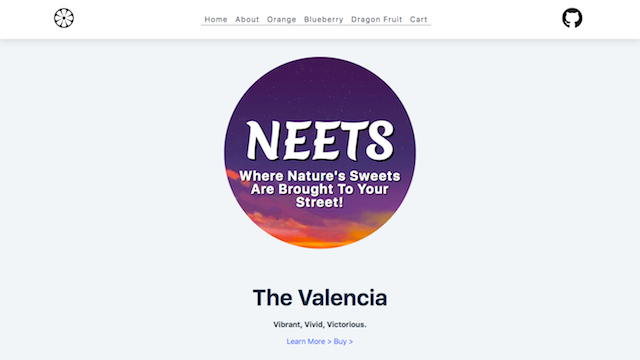 Home About Orange Blueberry Dragon Fruit Cart
NEETS
Where Nature's Sweets
Are Brought To Your
Street!
The Valencia
Vibrant, Vivid, Victorious.
Learn More > Buy >